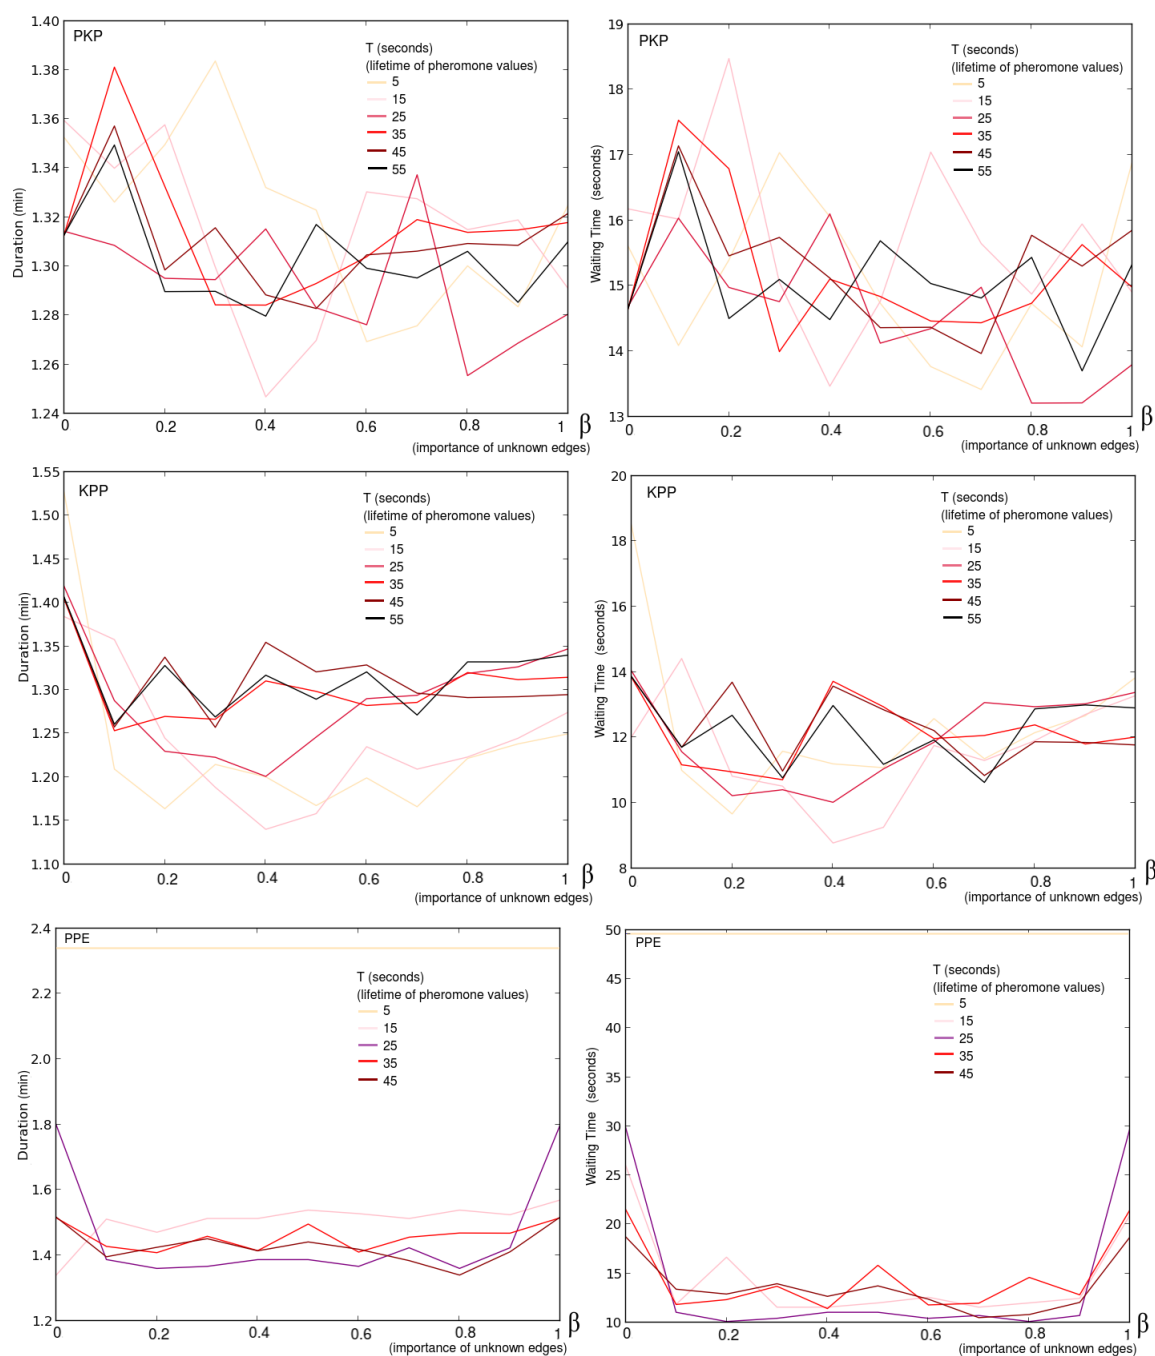 PKP
T (seconds)
(lifetime of pheromone values)
5
15
25
35
45
55
1.40
1.38
1.36
1.34
1.32
1.30
1.28
1.26
1.24
Duration (min)
0 0.2 0.4 0.6 0.8 1 β
(importance of unknown edges)
PKP
T (seconds)
(lifetime of pheromone values)
5
15
25
35
45
55
19
18
17
16
15
14
13
Waiting Time (seconds)
0 0.2 0.4 0.6 0.8 1 β
(importance of unknown edges)
KPP
T (seconds)
(lifetime of pheromone values)
5
15
25
35
45
55
1.55
1.50
1.45
1.40
1.35
1.30
1.25
1.20
1.15
1.10
Duration (min)
0 0.2 0.4 0.6 0.8 1 β
(importance of unknown edges)
KPP
T (seconds)
(lifetime of pheromone values)
5
15
25
35
45
55
20
18
16
14
12
10
8
Waiting Time (seconds)
0 0.2 0.4 0.6 0.8 1 β
(importance of unknown edges)
PPE
T (seconds)
(lifetime of pheromone values)
5
15
25
35
45
2.4
2.2
2.0
1.8
1.6
1.4
1.2
Duration (min)
0 0.2 0.4 0.6 0.8 1 β
(importance of unknown edges)
PPE
T (seconds)
(lifetime of pheromone values)
5
15
25
35
45
50
45
40
35
30
25
20
15
10
Waiting Time (seconds)
0 0.2 0.4 0.6 0.8 1 β
(importance of unknown edges)